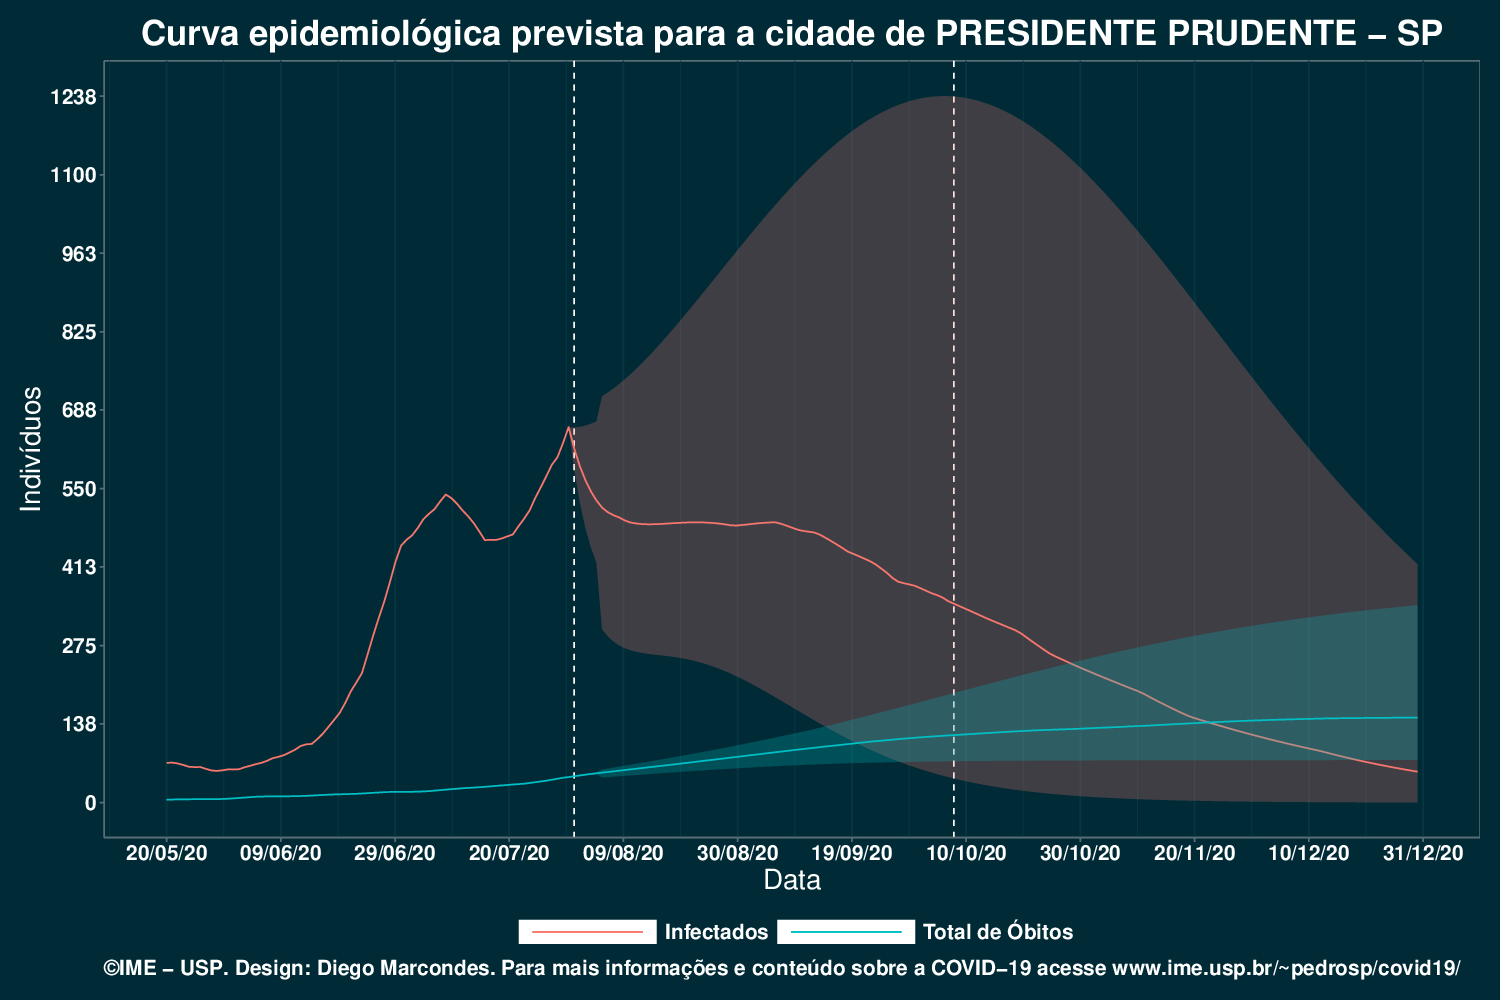 Curva epidemiológica prevista para a cidade de PRESIDENTE PRUDENTE – SP
1238
1100
963
825
688
550
413
275
138
0
Indivíduos
20/05/20 09/06/20 29/06/20 20/07/20 09/08/20 30/08/20 19/09/20 10/10/20 30/10/20 20/11/20 10/12/20 31/12/20
Data
Infectados Total de Óbitos
©IME – USP. Design: Diego Marcondes. Para mais informações e conteúdo sobre a COVID–19 acesse www.ime.usp.br/~pedrosp/covid19/